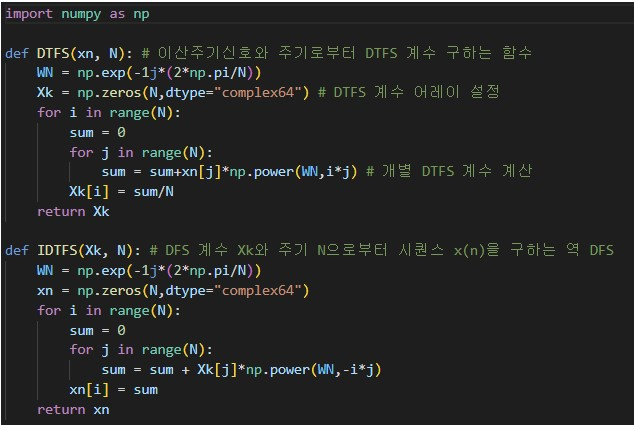 import numpy as np

def DTFS(xn, N): # 이산주기신호와 주기로부터 DTFS 계수 구하는 함수
    WN = np.exp(-1j*(2*np.pi/N))
    Xk = np.zeros(N,dtype="complex64") # DTFS 계수 어레이 설정
    for i in range(N):
        sum = 0
        for j in range(N):
            sum = sum+xn[j]*np.power(WN,i*j) # 개별 DTFS 계수 계산
        Xk[i] = sum/N
    return Xk

def IDTFS(Xk, N): # DFS 계수 Xk와 주기 N으로부터 시퀀스 x(n)을 구하는 역 DFS
    WN = np.exp(-1j*(2*np.pi/N))
    xn = np.zeros(N,dtype="complex64")
    for i in range(N):
        sum = 0
        for j in range(N):
            sum = sum + Xk[j]*np.power(WN,-i*j)
        xn[i] = sum
    return xn